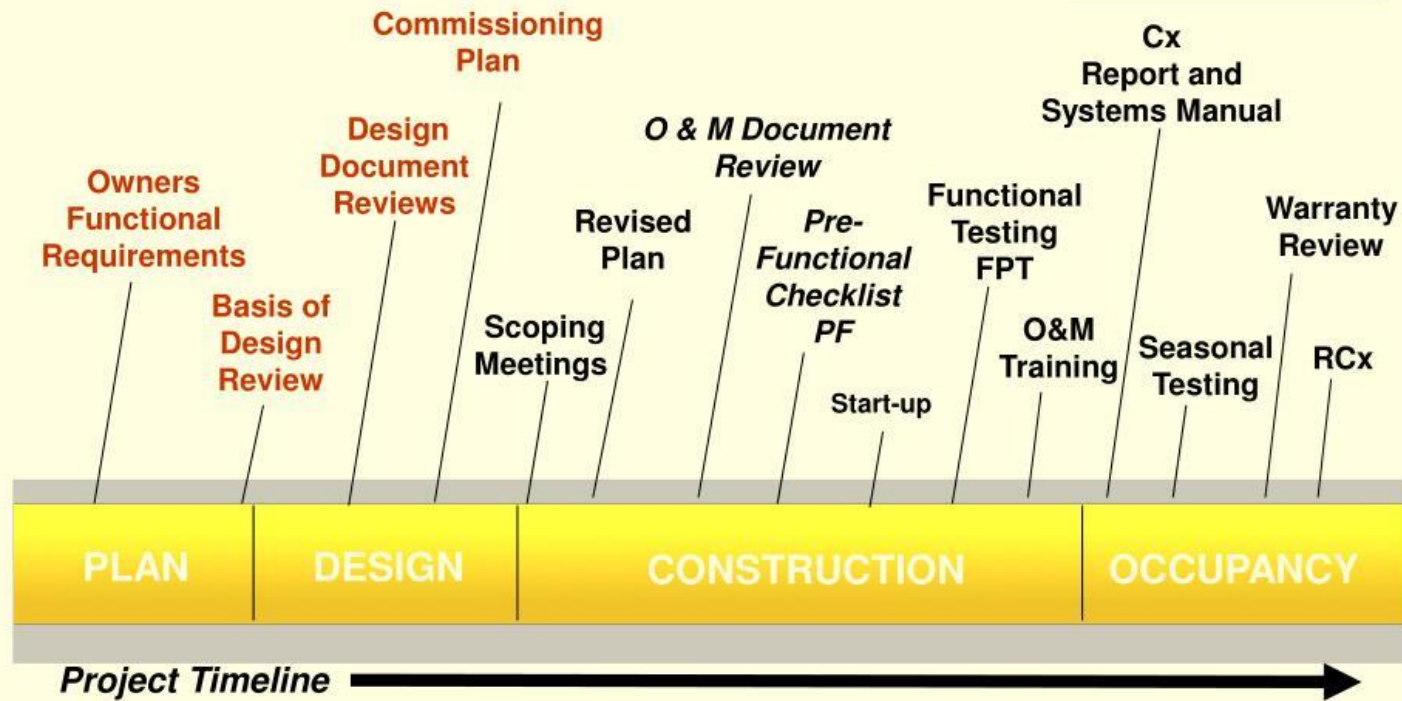 Commissioning
Plan
Cx
Report and
Systems Manual
Design
Document
Reviews
O & M Document
Review
Owners
Functional
Requirements
Revised
Plan
Pre-
Functional
Checklist
PF
Functional
Testing
FPT
Warranty
Review
Basis of
Design
Review
Scoping
Meetings
Start-up
O&M
Training
Seasonal
Testing
RCx
PLAN
DESIGN
CONSTRUCTION
OCCUPANCY
Project Timeline